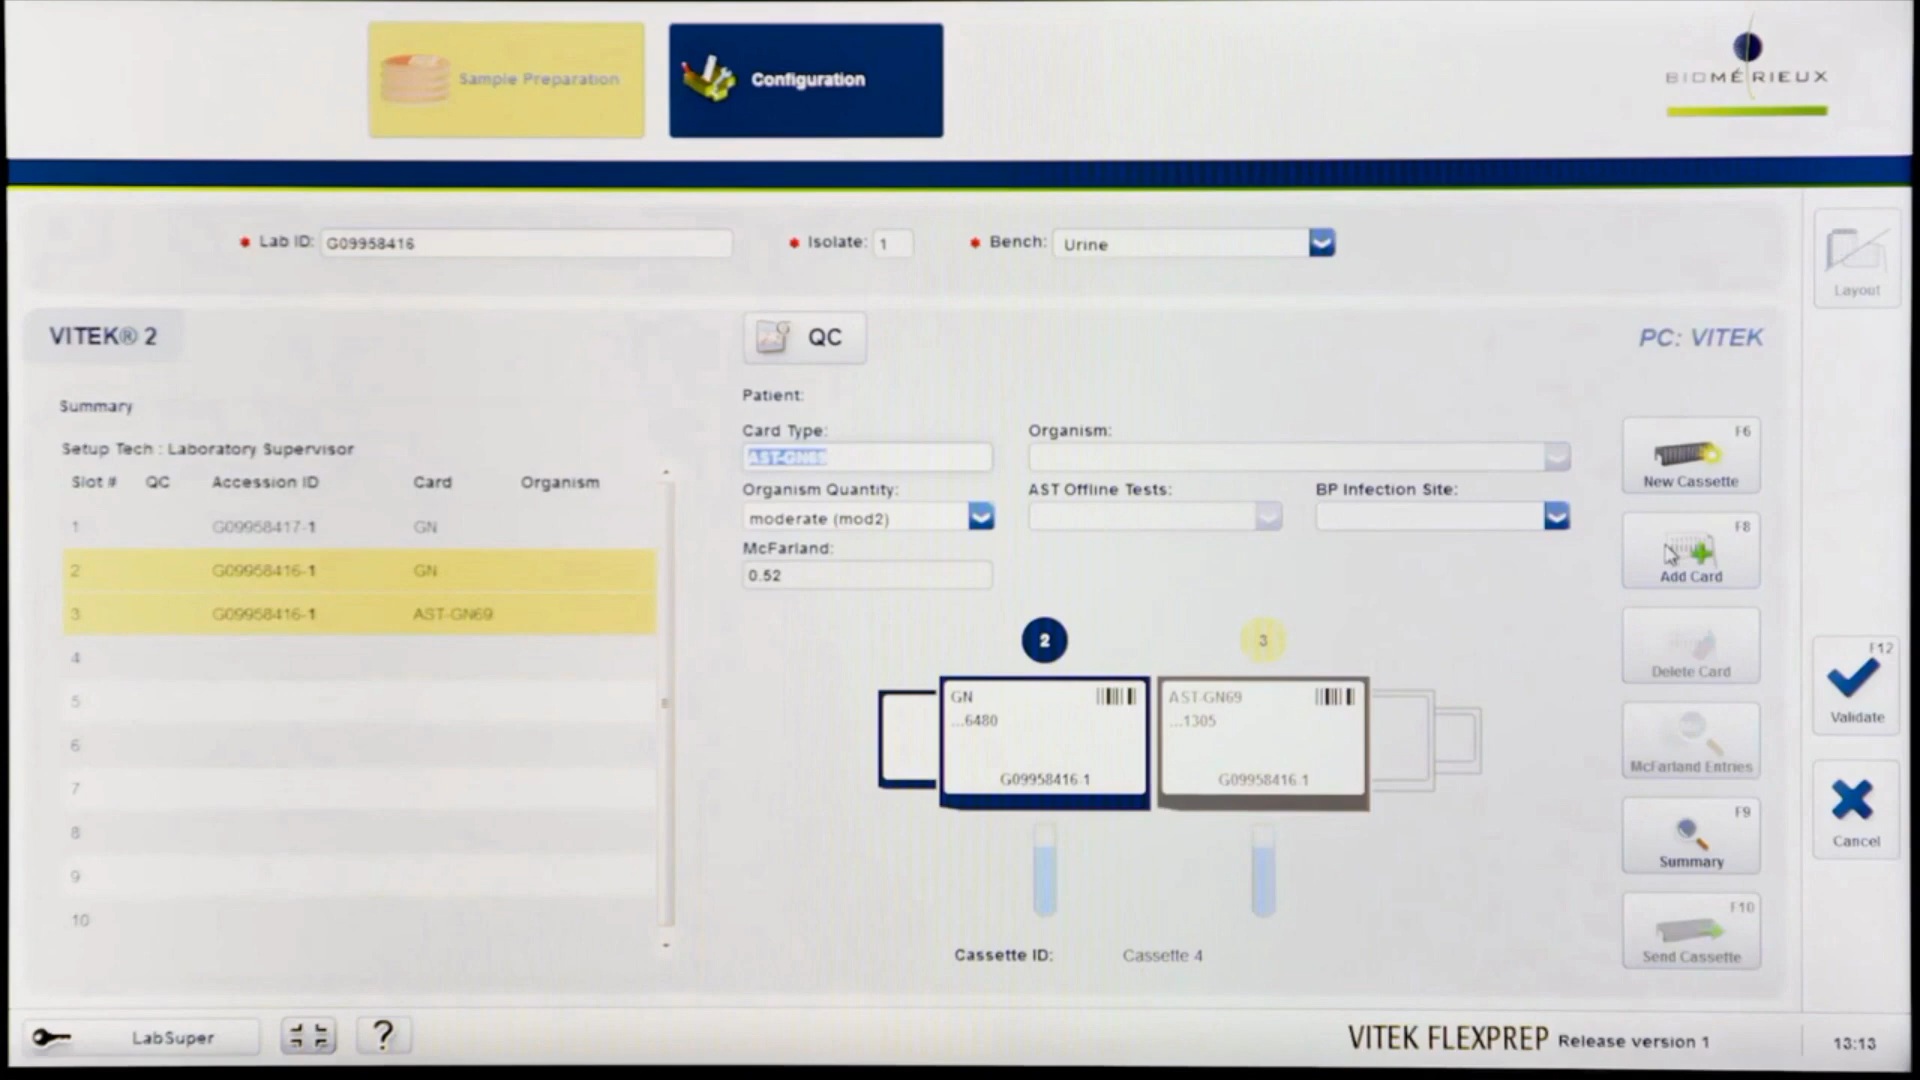 Sample Preparation
Configuration
BIOMÉRIEUX
* Lab ID: G09958416
* Isolate: 1
* Bench: Urine
Layout
VITEK® 2
QC
PC: VITEK
Summary
Setup Tech : Laboratory Supervisor
Slot # QC Accession ID Card Organism
1 G09958417-1 GN
2 G09958416-1 GN
3 G09958416-1 AST-GN69
4
5
6
7
8
9
10
Patient:
Card Type:
AST-GN69
Organism:
Organism Quantity:
moderate (mod2)
AST Offline Tests:
BP Infection Site:
McFarland:
0.52
2
3
GN
...6480
G09958416-1
AST-GN69
...1305
G09958416-1
Cassette ID: Cassette 4
F6
New Cassette
F8
Add Card
Delete Card
McFarland Entries
F9
Summary
F10
Send Cassette
F12
Validate
Cancel
LabSuper
?
VITEK FLEXPREP Release version 1
13:13